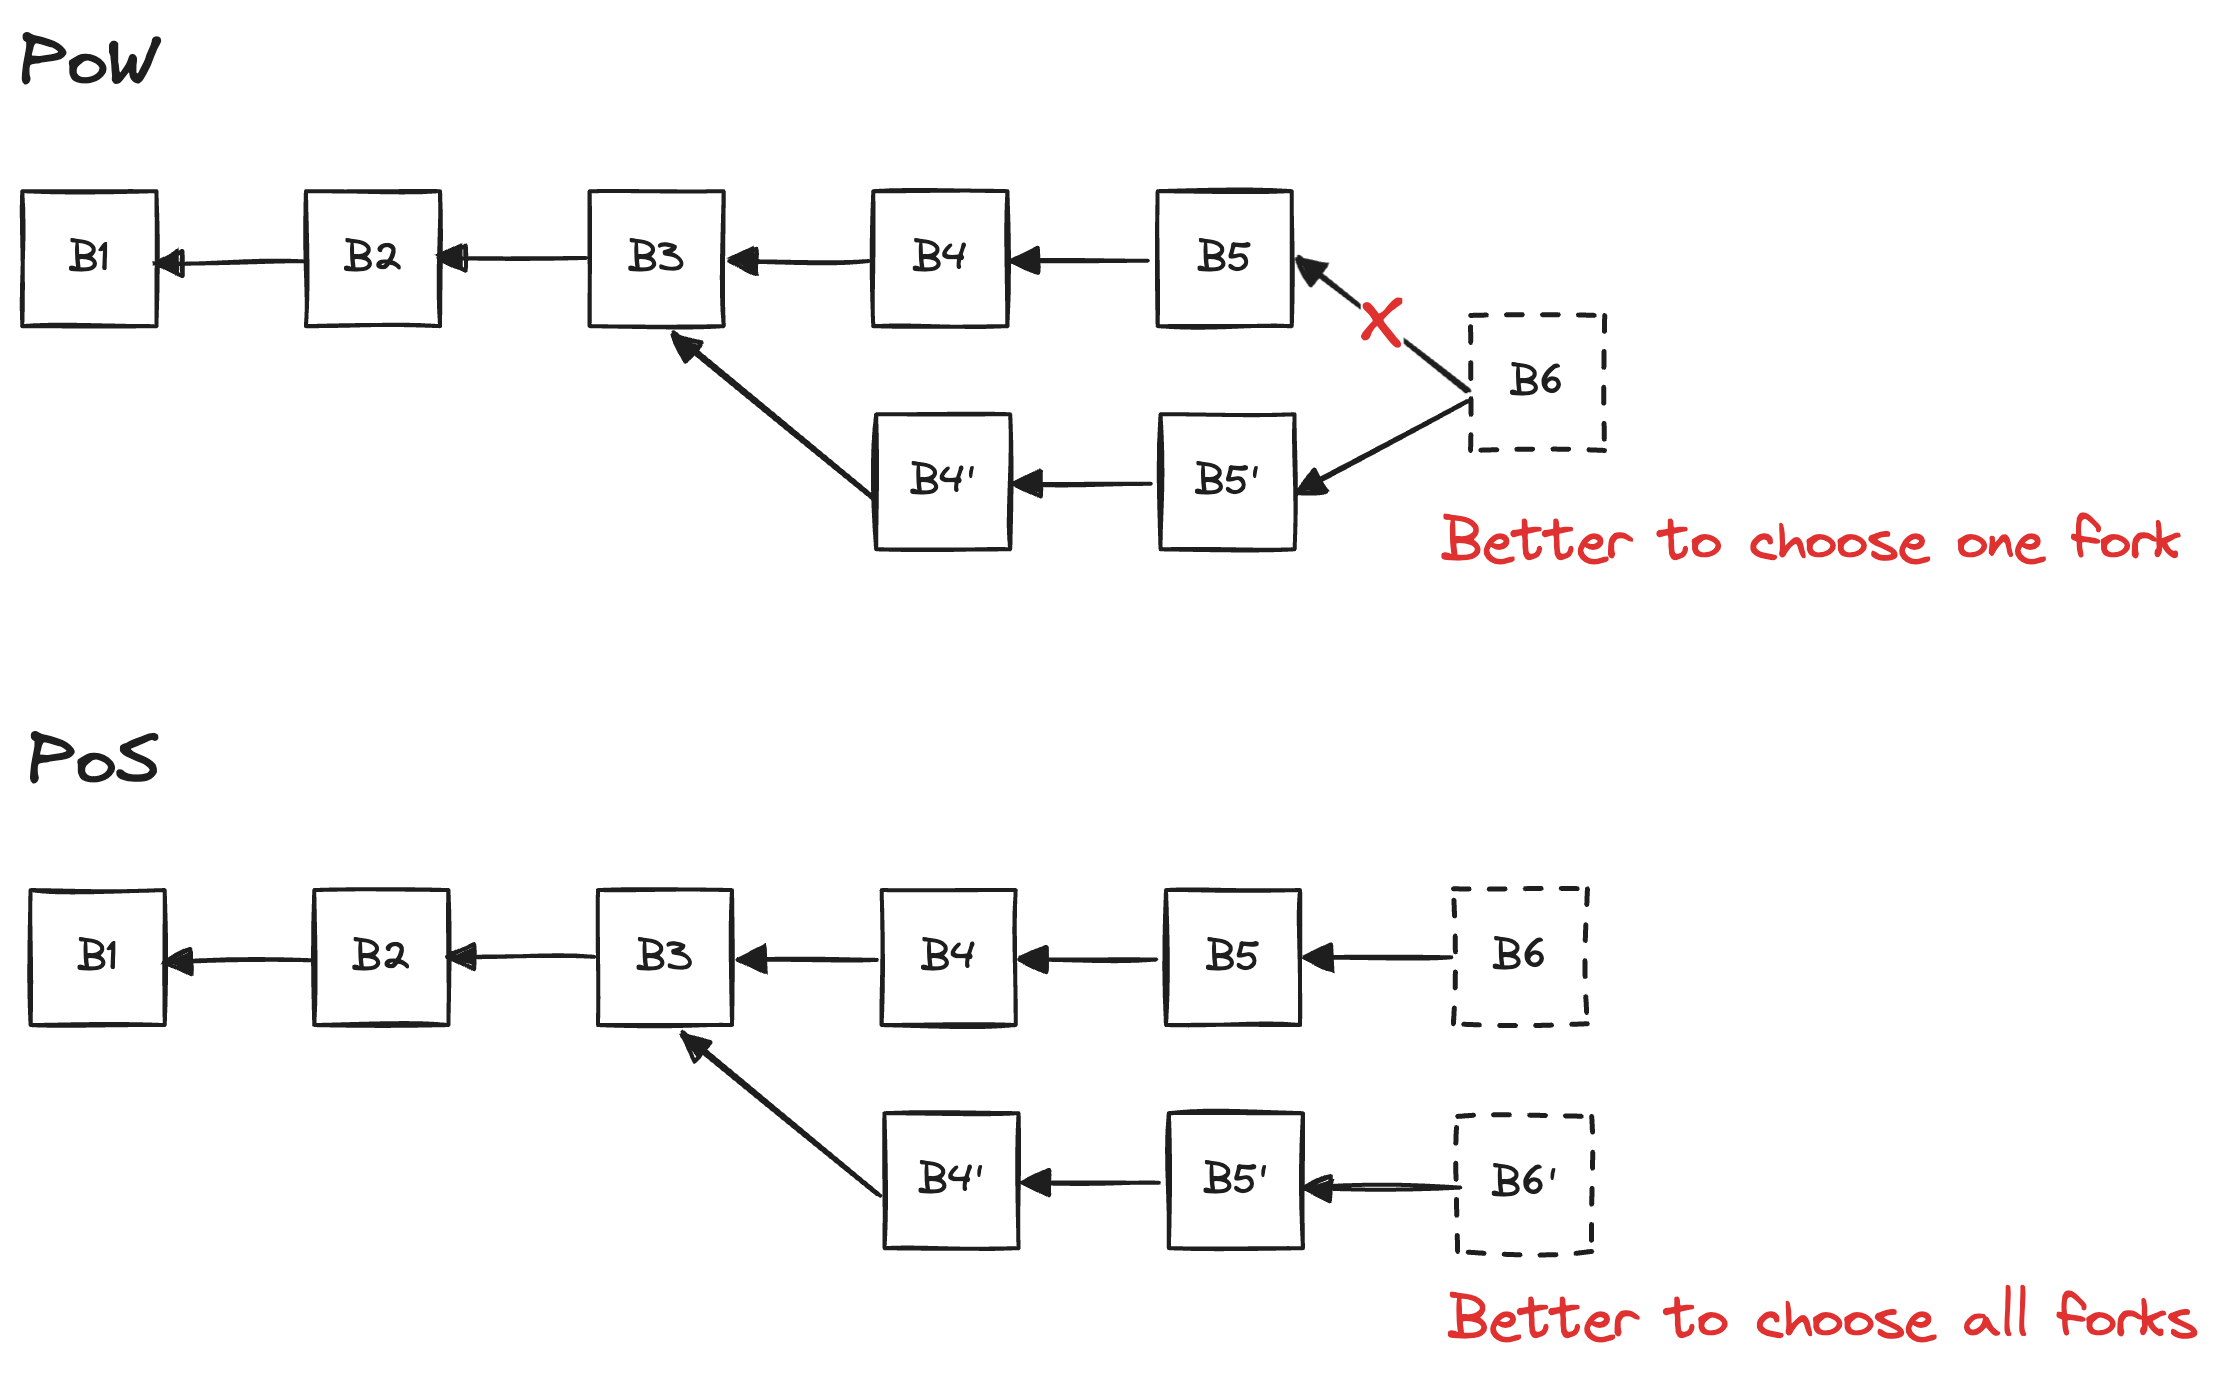 PoW
B1 B2 B3 B4 B5
B6
B4' B5'
Better to choose one fork
PoS
B1 B2 B3 B4 B5 B6
B4' B5' B6'
Better to choose all forks